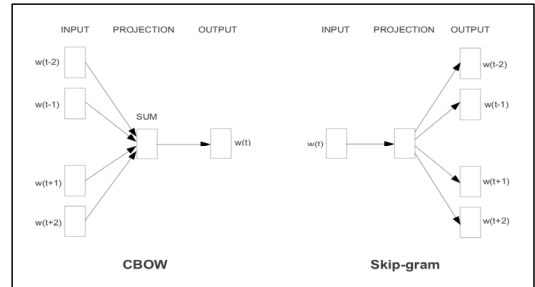 INPUT PROJECTION OUTPUT
w(t-2)
w(t-1)
SUM
w(t)
w(t+1)
w(t+2)
CBOW
INPUT PROJECTION OUTPUT
w(t-2)
w(t-1)
w(t)
w(t+1)
w(t+2)
Skip-gram